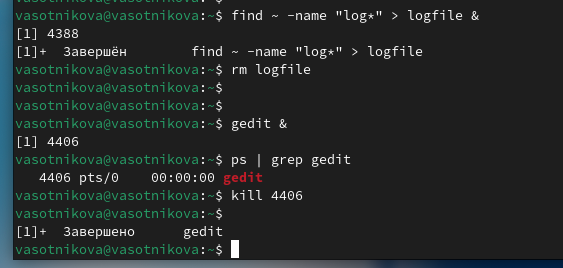 vasotnikova@vasotnikova:~$ find ~ -name "log*" > logfile &
[1] 4388
[1]+  Завершён        find ~ -name "log*" > logfile
vasotnikova@vasotnikova:~$ rm logfile
vasotnikova@vasotnikova:~$
vasotnikova@vasotnikova:~$
vasotnikova@vasotnikova:~$ gedit &
[1] 4406
vasotnikova@vasotnikova:~$ ps | grep gedit
   4406 pts/0    00:00:00 gedit
vasotnikova@vasotnikova:~$ kill 4406
vasotnikova@vasotnikova:~$
[1]+  Завершено      gedit
vasotnikova@vasotnikova:~$